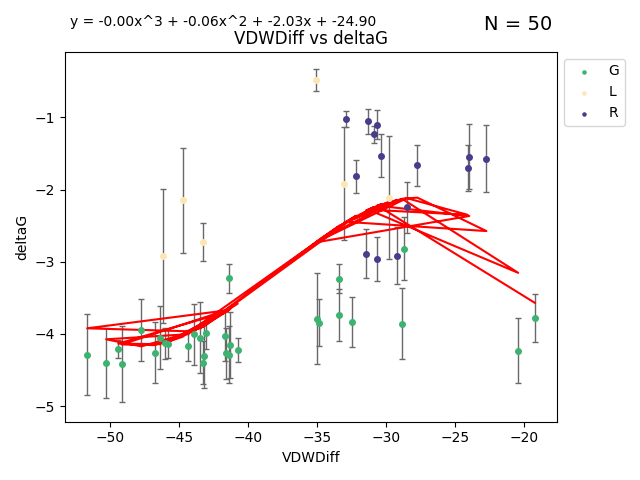 y = -0.00x^3 + -0.06x^2 + -2.03x + -24.90
N = 50
VDWDiff vs deltaG
G
L
R
−1
−2
−3
−4
−5
deltaG
−50 −45 −40 −35 −30 −25 −20
VDWDiff